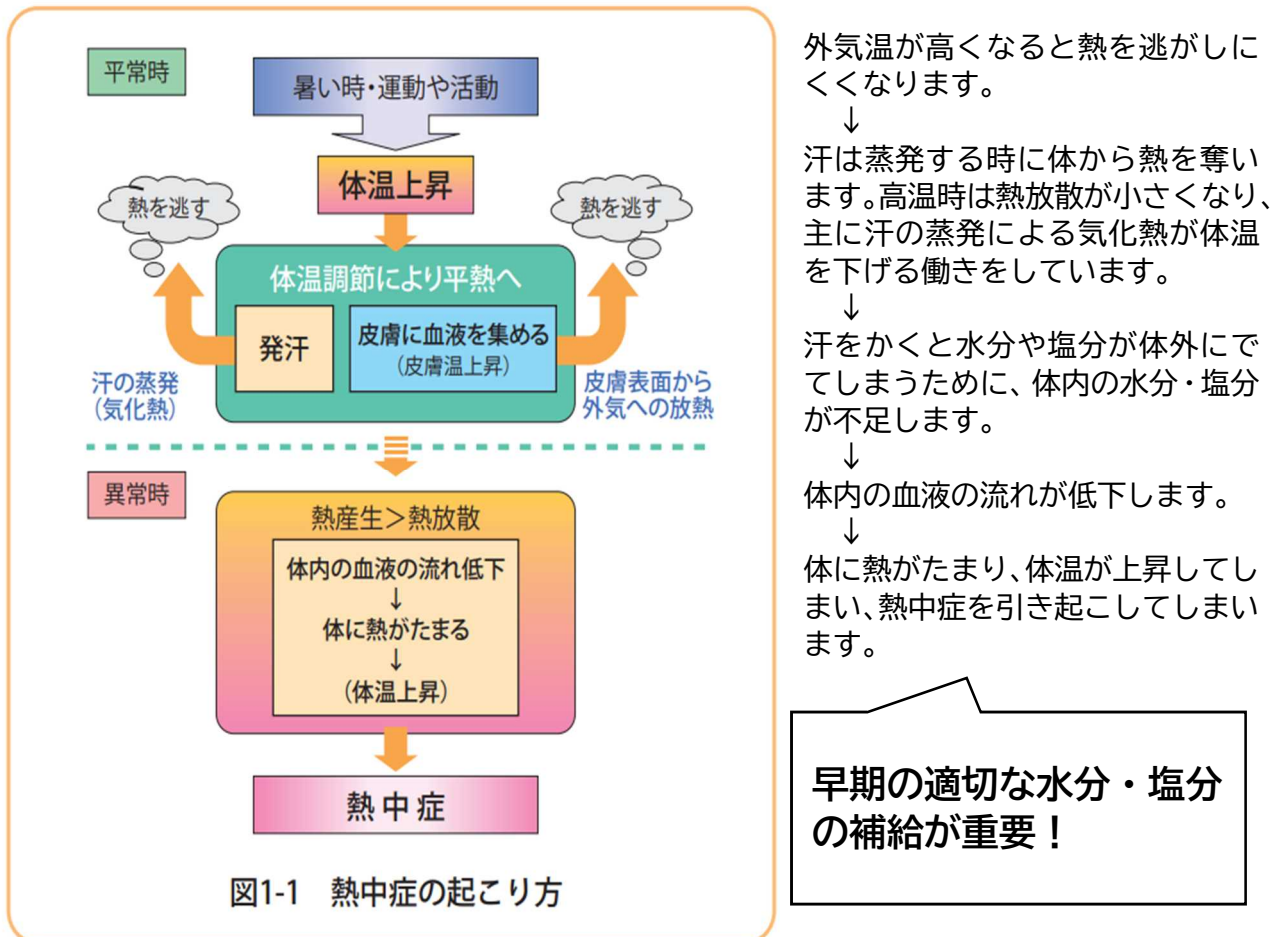 平常時
暑い時・運動や活動
体温上昇
熱を逃す
熱を逃す
体温調節により平熱へ
発汗
皮膚に血液を集める
(皮膚温上昇)
汗の蒸発
(気化熱)
皮膚表面から
外気への放熱
異常時
熱産生>熱放散
体内の血液の流れ低下
↓
体に熱がたまる
↓
(体温上昇)
熱中症
図1-1 熱中症の起こり方
外気温が高くなると熱を逃がしに
くくなります。
↓
汗は蒸発する時に体から熱を奪い
ます。高温時は熱放散が小さくなり、
主に汗の蒸発による気化熱が体温
を下げる働きをしています。
↓
汗をかくと水分や塩分が体外にで
てしまうために、体内の水分・塩分
が不足します。
↓
体内の血液の流れが低下します。
↓
体に熱がたまり、体温が上昇してし
まい、熱中症を引き起こしてしまい
ます。
早期の適切な水分・塩分
の補給が重要！